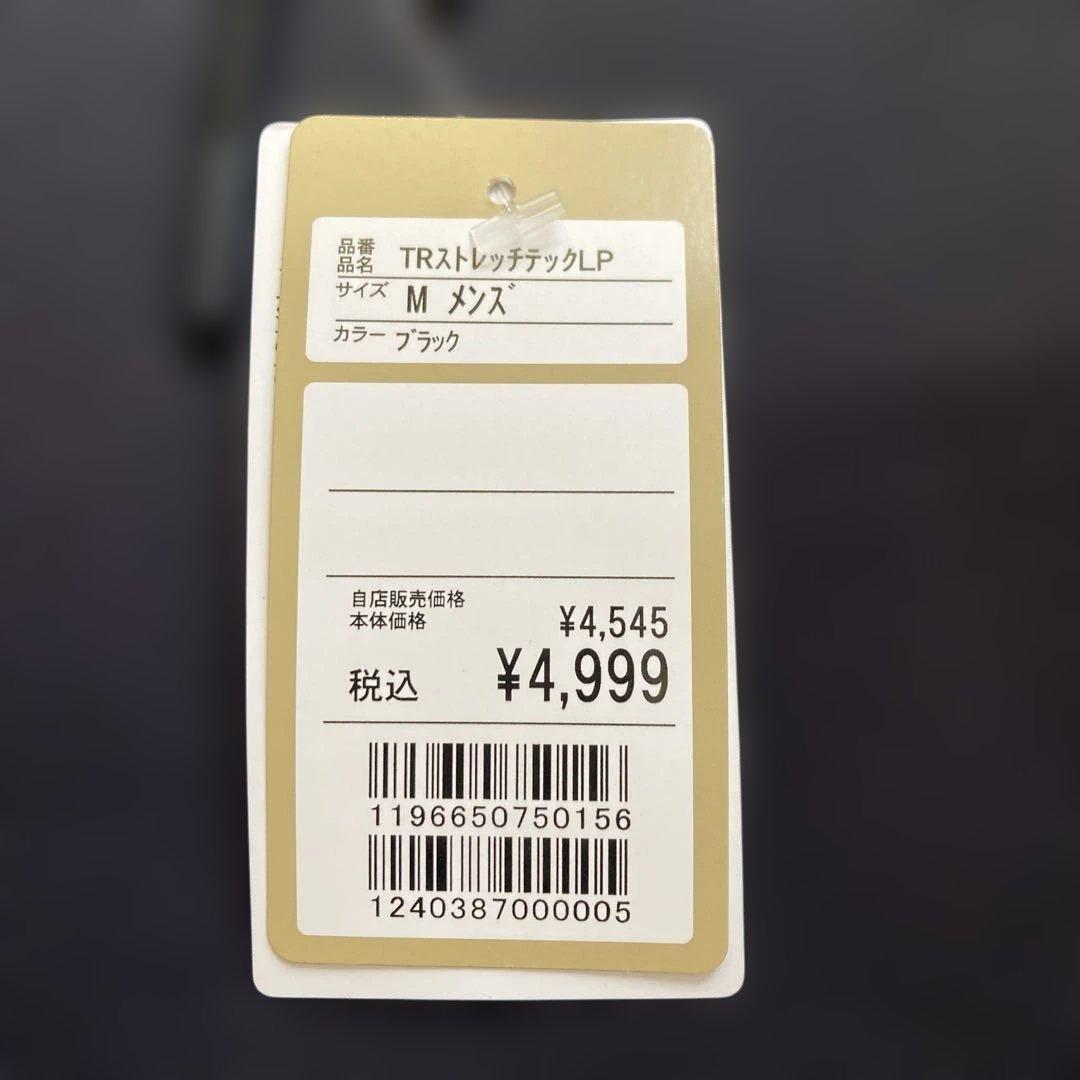 品番
品名 TRストレッチテックLP
サイズ M メンズ
カラー ブラック
自店販売価格
本体価格 ¥4,545
税込 ¥4,999
1196650750156
1240387000005